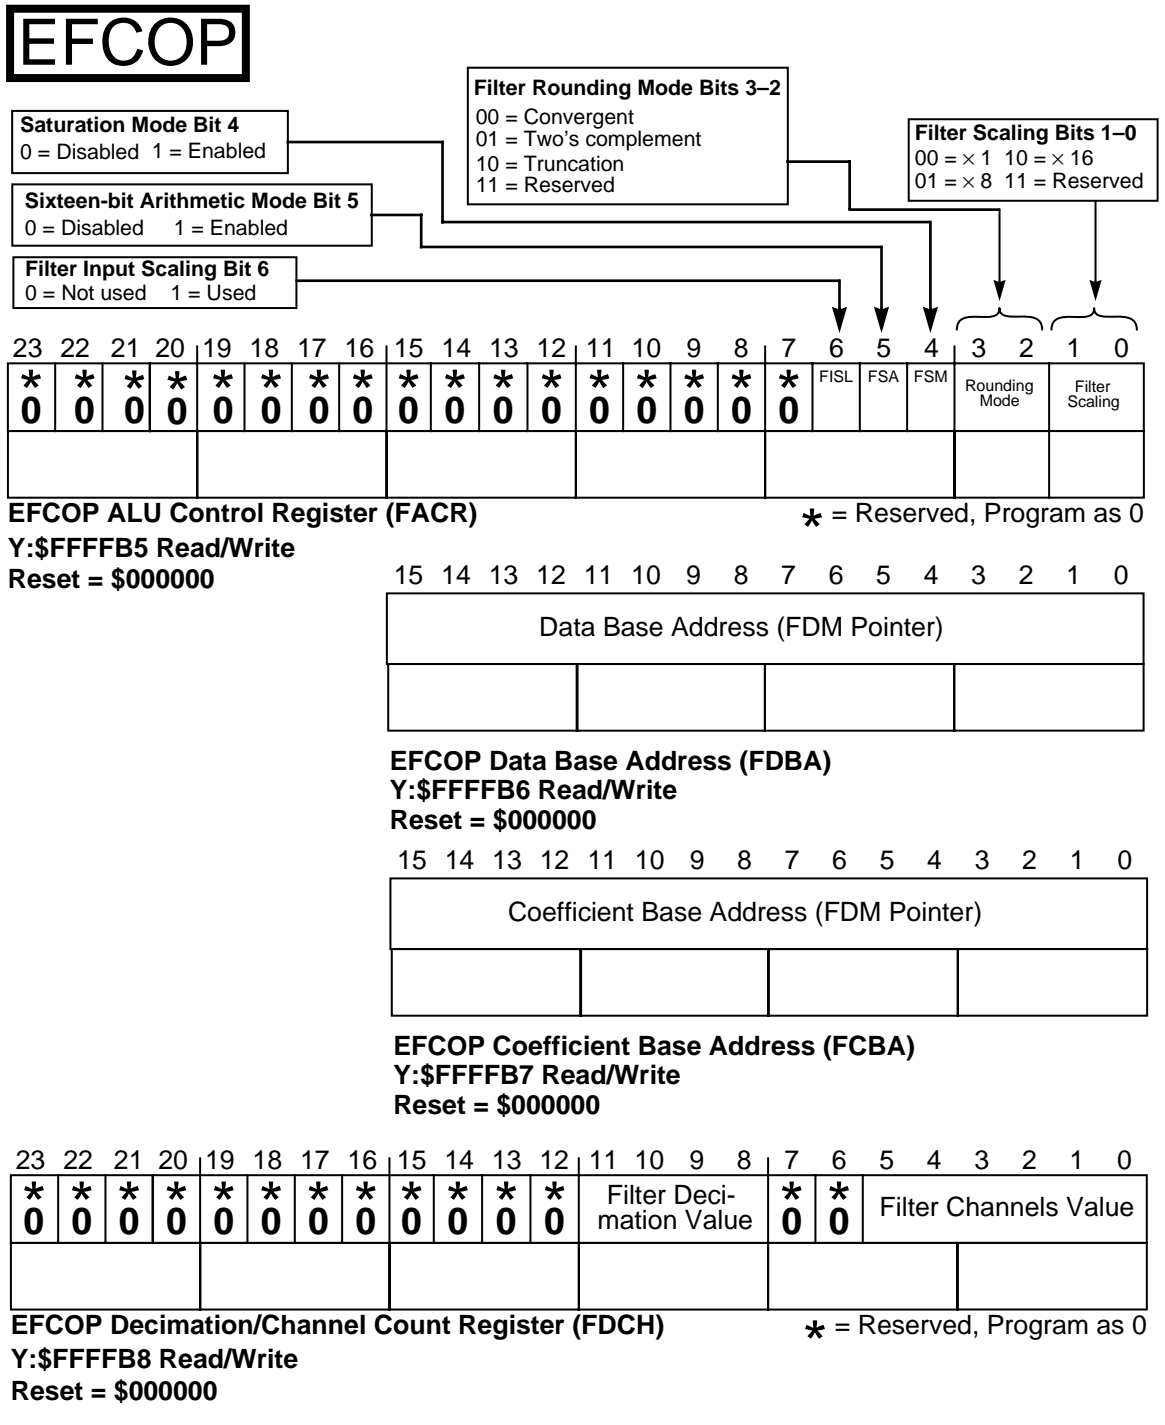 EFCOP
Filter Rounding Mode Bits 3–2
00 = Convergent
01 = Two's complement
10 = Truncation
11 = Reserved
Saturation Mode Bit 4
0 = Disabled 1 = Enabled
Filter Scaling Bits 1–0
00 = × 1 10 = × 16
01 = × 8 11 = Reserved
Sixteen-bit Arithmetic Mode Bit 5
0 = Disabled 1 = Enabled
Filter Input Scaling Bit 6
0 = Not used 1 = Used
23 22 21 20 19 18 17 16 15 14 13 12 11 10 9 8 7 6 5 4 3 2 1 0
* * * * * * * * * * * * * * * * * FISL FSA FSM Rounding Mode Filter Scaling
0 0 0 0 0 0 0 0 0 0 0 0 0 0 0 0 0
EFCOP ALU Control Register (FACR)
* = Reserved, Program as 0
Y:$FFFFB5 Read/Write
Reset = $000000
15 14 13 12 11 10 9 8 7 6 5 4 3 2 1 0
Data Base Address (FDM Pointer)
EFCOP Data Base Address (FDBA)
Y:$FFFFB6 Read/Write
Reset = $000000
15 14 13 12 11 10 9 8 7 6 5 4 3 2 1 0
Coefficient Base Address (FDM Pointer)
EFCOP Coefficient Base Address (FCBA)
Y:$FFFFB7 Read/Write
Reset = $000000
23 22 21 20 19 18 17 16 15 14 13 12 11 10 9 8 7 6 5 4 3 2 1 0
* * * * * * * * * * * * Filter Deci- * * Filter Channels Value
0 0 0 0 0 0 0 0 0 0 0 0 mation Value 0 0
EFCOP Decimation/Channel Count Register (FDCH)
* = Reserved, Program as 0
Y:$FFFFB8 Read/Write
Reset = $000000